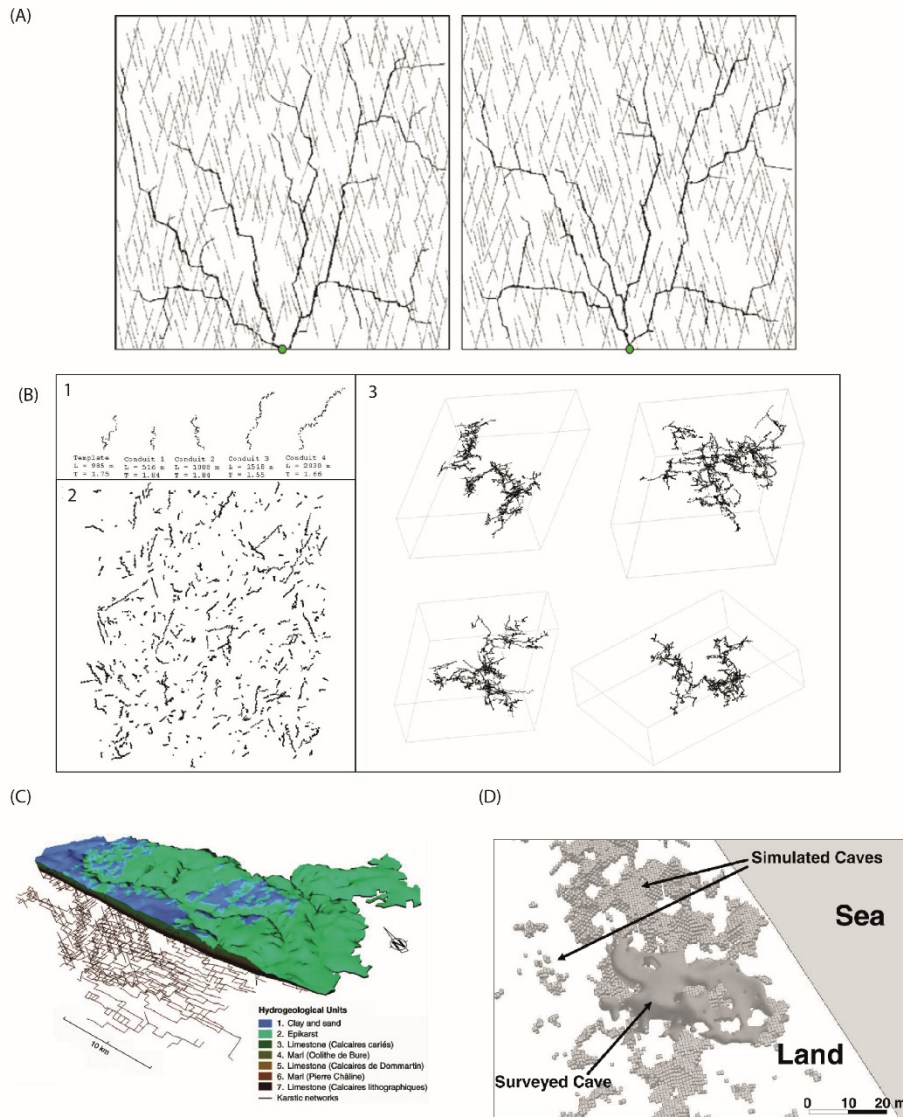 (A)
(B)
1
Template
L = 985 m
T = 1.75
Conduit 1
L = 516 m
T = 1.84
Conduit 2
L = 1000 m
T = 1.80
Conduit 3
L = 1518 m
T = 1.55
Conduit 4
L = 2030 m
T = 1.66
2
3
(C)
10 km
N
Hydrogeological Units
1. Clay and sand
2. Epikarst
3. Limestone (Calcaires cariés)
4. Marl (Oolithe de Bure)
5. Limestone (Calcaires de Dommartin)
6. Marl (Pierre Châline)
7. Limestone (Calcaires lithographiques)
Karstic networks
(D)
Simulated Caves
Sea
Surveyed Cave
Land
0 10 20 m